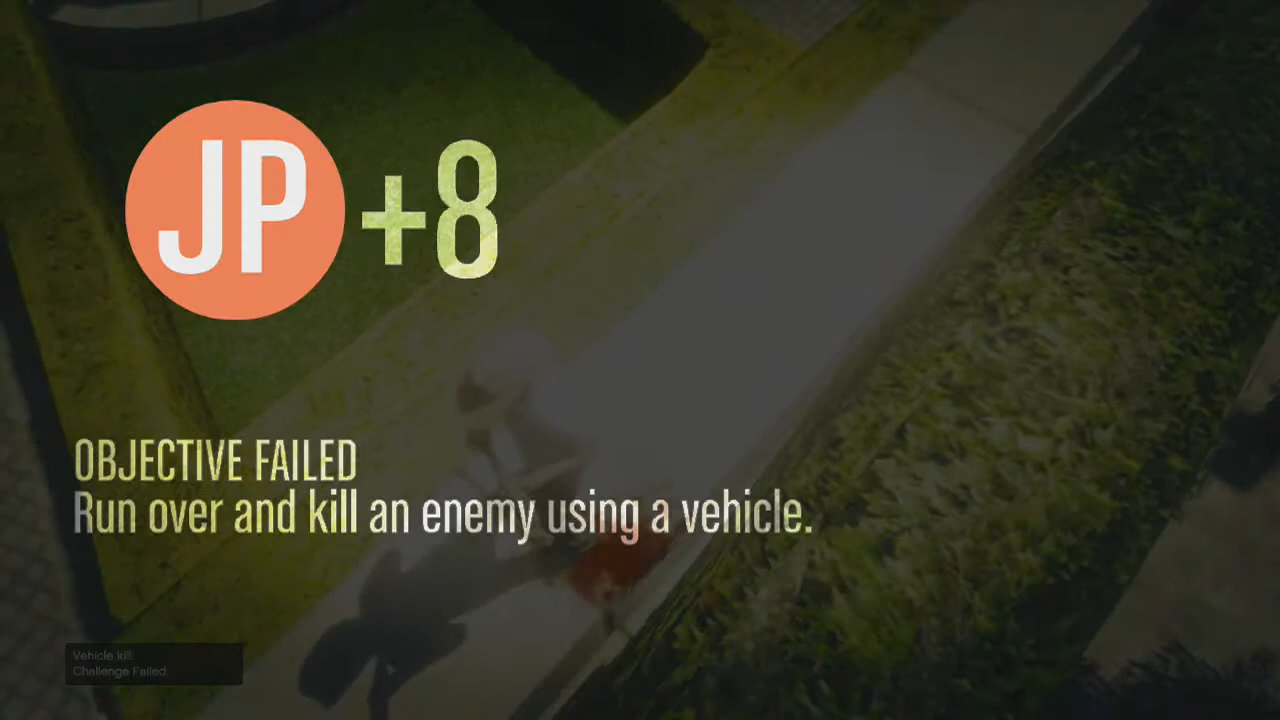 JP +8
OBJECTIVE FAILED
Run over and kill an enemy using a vehicle.
Vehicle kill:
Challenge Failed.